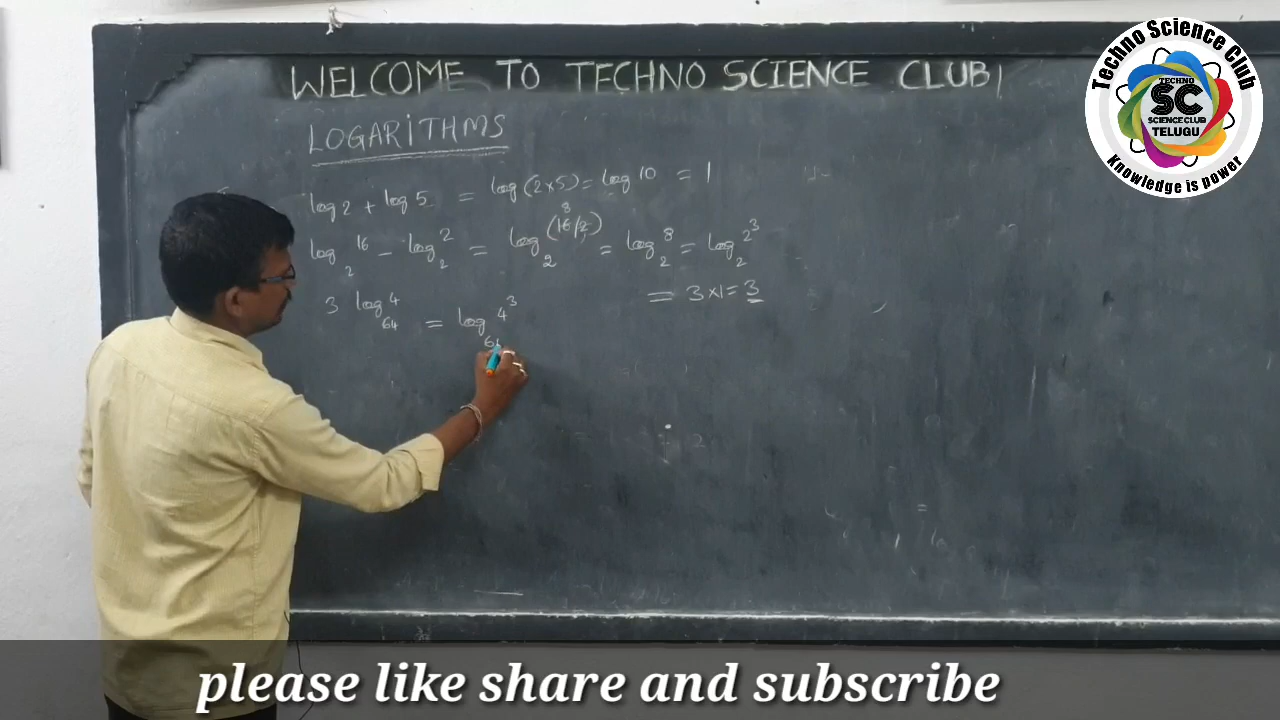 WELCOME TO TECHNO SCIENCE CLUB
LOGARITHMS
log 2 + log 5 = log (2×5) = log 10 = 1
log₂ 16 − log₂ 2 = log₂ (16/2) 8 = log₂ 8 = log₂ 2³
= 3×1 = 3
3 log₆₄ 4 = log₆₄ 4³
Techno Science Club
TECHNO
SC
SCIENCE CLUB
TELUGU
Knowledge is power
please like share and subscribe